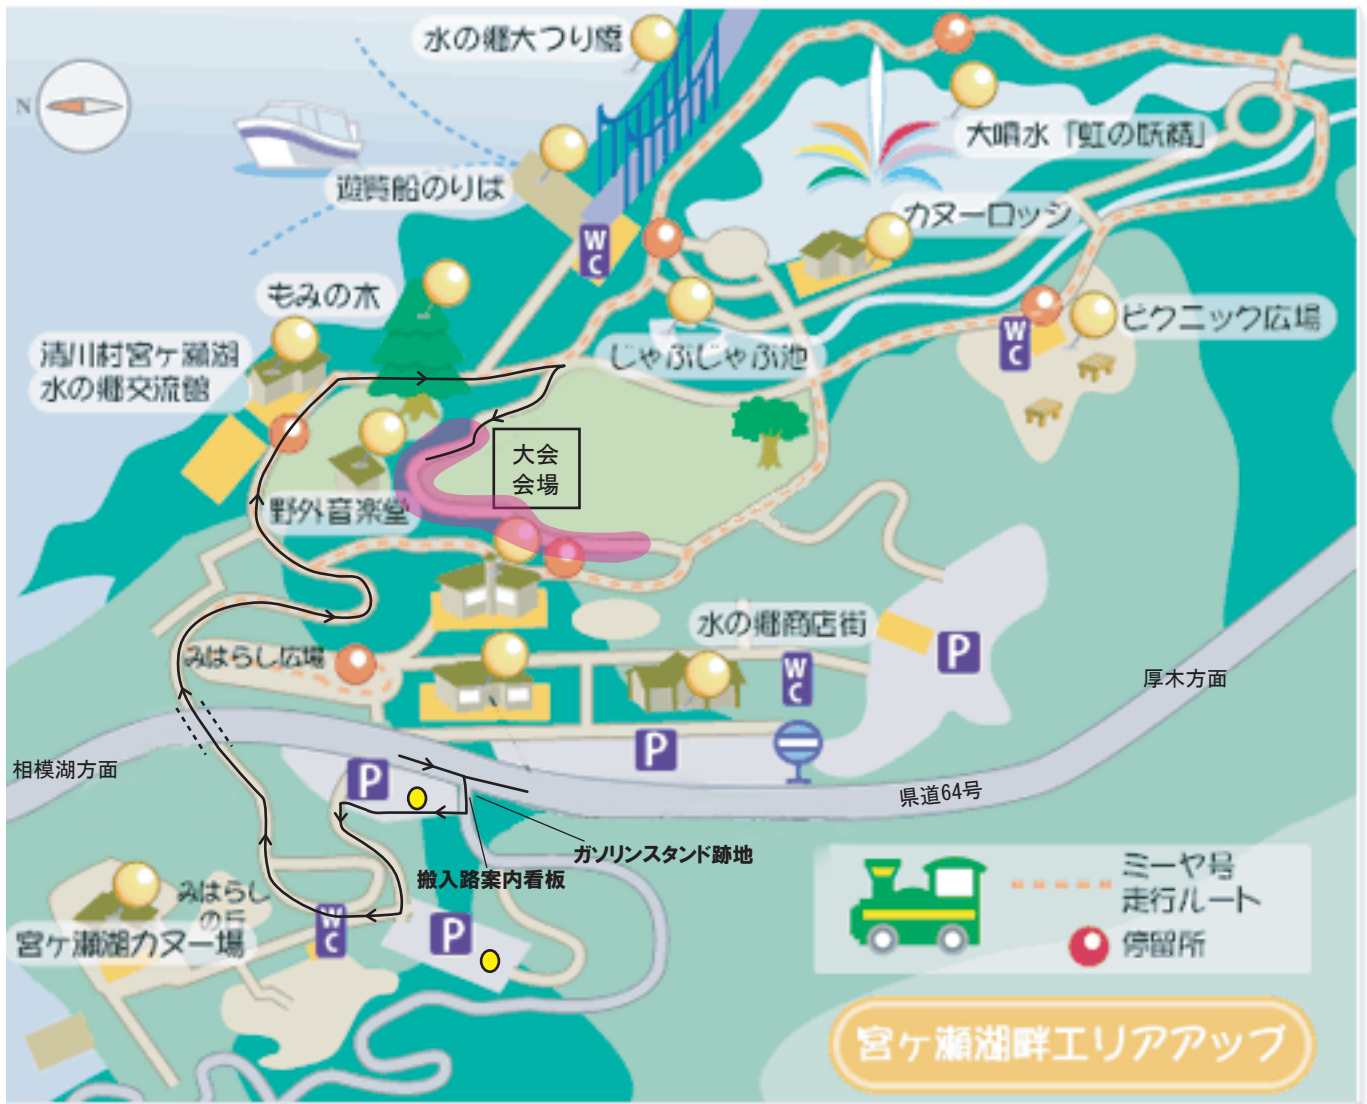 水の郷大つり橋
N
大噴水「虹の妖精」
遊覧船のりば
カヌーロッジ
WC
もみの木
ピクニック広場
WC
清川村宮ヶ瀬湖
水の郷交流館
じゃぶじゃぶ池
大会
会場
野外音楽堂
水の郷商店街
みはらし広場
WC
P
厚木方面
P
相模湖方面
P
県道64号
ガソリンスタンド跡地
搬入路案内看板
みはらし
の丘
宮ヶ瀬湖カヌー場
WC
P
ミーヤ号
走行ルート
停留所
宮ヶ瀬湖畔エリアアップ